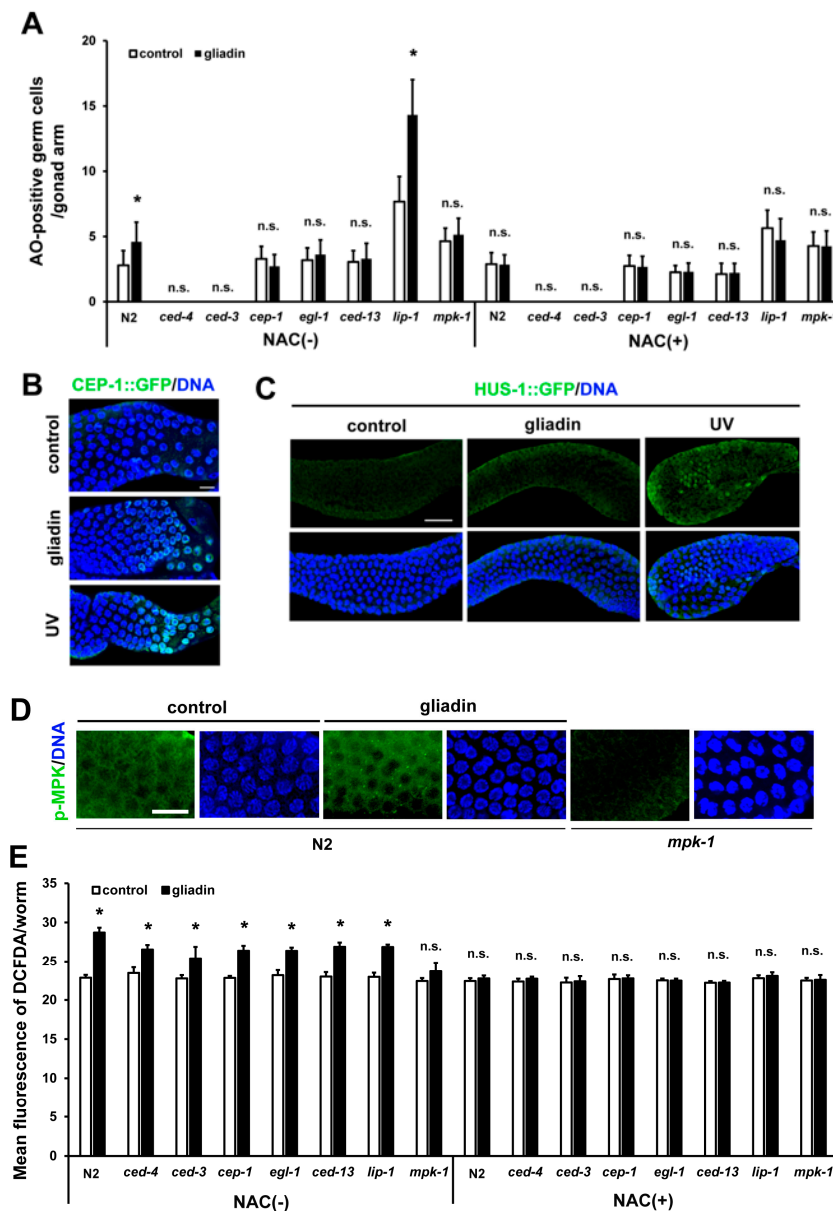 A
20
15
10
5
0
AO-positive germ cells
/gonad arm
control
gliadin
*
n.s.
n.s.
n.s.
n.s.
n.s.
*
n.s.
n.s.
n.s.
n.s.
n.s.
n.s.
n.s.
n.s.
N2
ced-4
ced-3
cep-1
egl-1
ced-13
lip-1
mpk-1
N2
ced-4
ced-3
cep-1
egl-1
ced-13
lip-1
mpk-1
NAC(-)
NAC(+)
B
CEP-1::GFP/DNA
control
gliadin
UV
C
HUS-1::GFP/DNA
control
gliadin
UV
D
control
gliadin
p-MPK/DNA
N2
mpk-1
E
35
30
25
20
15
10
5
0
Mean fluorescence of DCFDA/worm
control
gliadin
*
*
*
*
*
*
*
n.s.
n.s.
n.s.
n.s.
n.s.
n.s.
n.s.
n.s.
n.s.
N2
ced-4
ced-3
cep-1
egl-1
ced-13
lip-1
mpk-1
N2
ced-4
ced-3
cep-1
egl-1
ced-13
lip-1
mpk-1
NAC(-)
NAC(+)